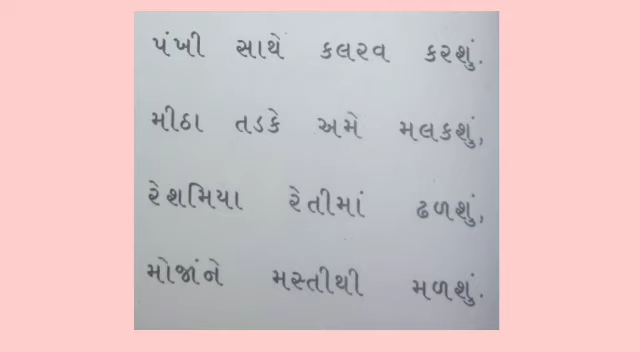 પંખી સાથે કલરવ કરશું.
મીઠા તડકે અમે મલકશું,
રેશમિયા રેતીમાં ઢળશું,
મોજાંને મસ્તીથી મળશું.